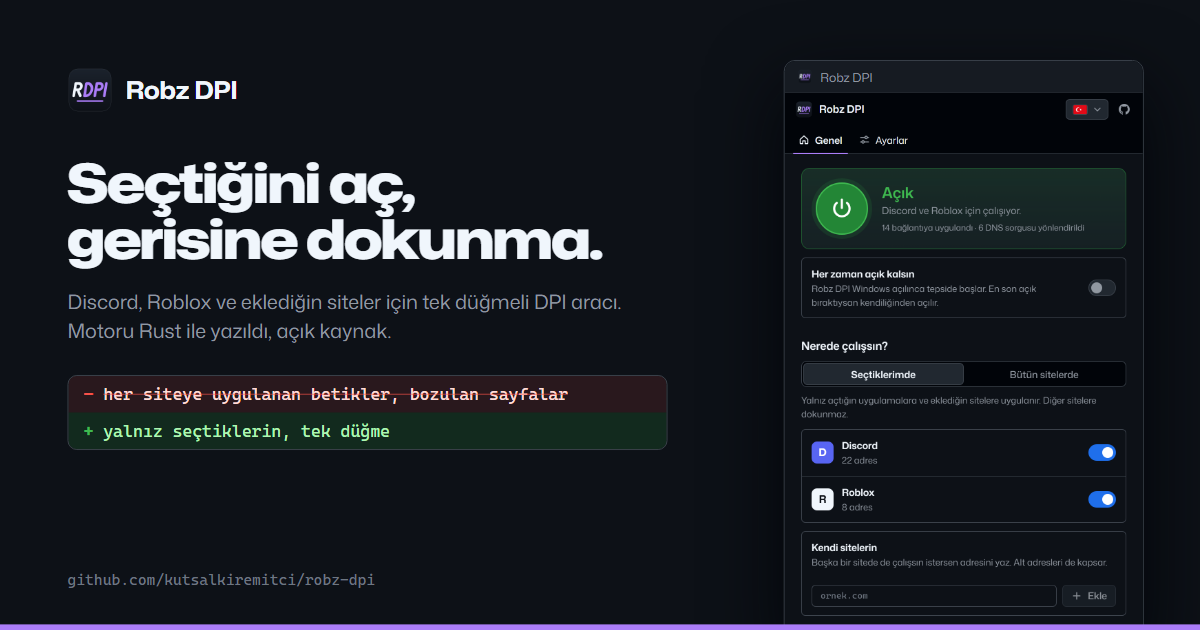 RDPI Robz DPI
Seçtiğini aç,
gerisine dokunma.
Discord, Roblox ve eklediğin siteler için tek düğmeli DPI aracı.
Motoru Rust ile yazıldı, açık kaynak.
− her siteye uygulanan betikler, bozulan sayfalar
+ yalnız seçtiklerin, tek düğme
github.com/kutsalkiremitci/robz-dpi
RDPI Robz DPI
RDPI Robz DPI
Genel Ayarlar
Açık
Discord ve Roblox için çalışıyor.
14 bağlantıya uygulandı · 6 DNS sorgusu yönlendirildi
Her zaman açık kalsın
Robz DPI Windows açılınca tepside başlar. En son açık
bıraktıysan kendiliğinden açılır.
Nerede çalışsın?
Seçtiklerimde Bütün sitelerde
Yalnız açtığın uygulamalara ve eklediğin sitelere uygulanır. Diğer sitelere
dokunmaz.
D Discord
22 adres
R Roblox
8 adres
Kendi sitelerin
Başka bir sitede de çalışsın istersen adresini yaz. Alt adresleri de kapsar.
ornek.com + Ekle